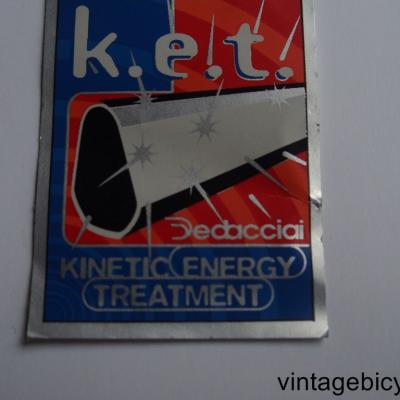 k.e.t.
Dedacciai
KINETIC ENERGY
TREATMENT
vintagebicy